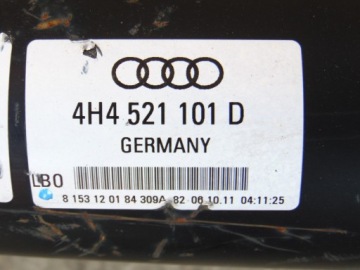 4H4 521 101 D
GERMANY
LBO
8 153 12 01 84 309A 82 06.10.11 04:11:25